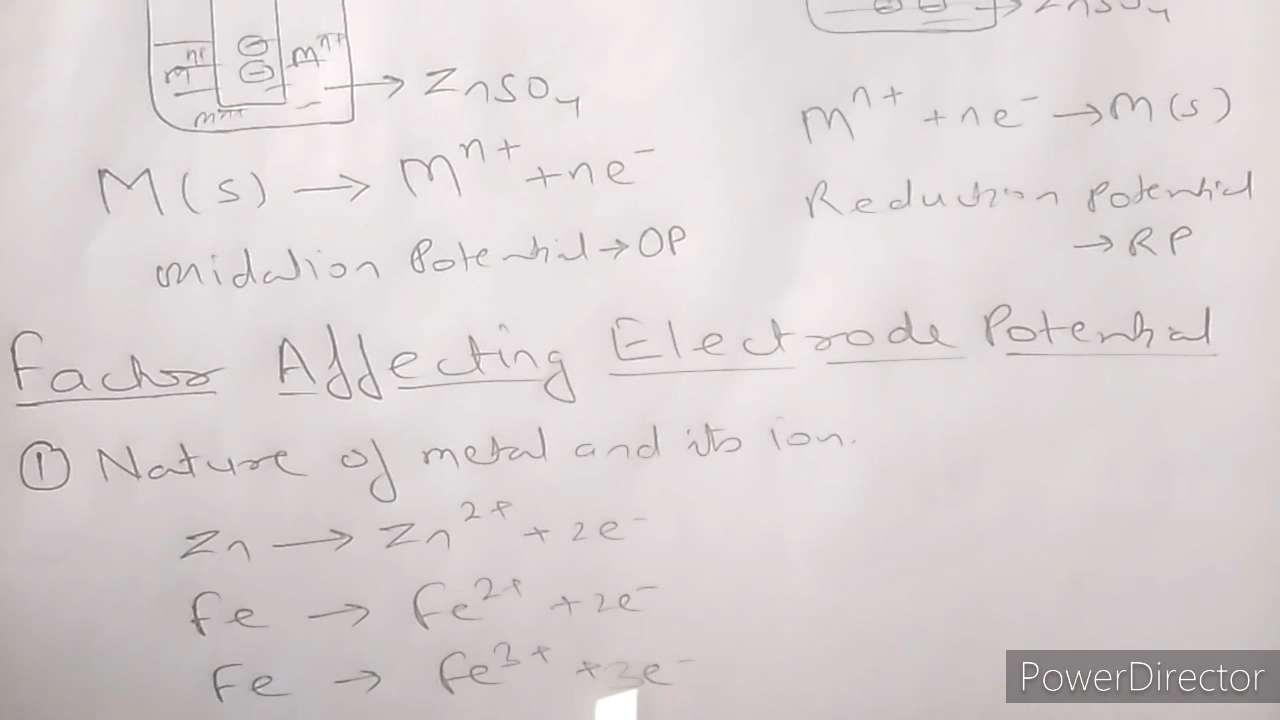 M^n+ M^n+
M^n+
→ ZnSO4
→ ZnSO4
M(s) → M^n+ + ne^-
oxidation Potential → OP
M^n+ + ne^- → M(s)
Reduction Potential
→ RP
Factor Affecting Electrode Potential
① Nature of metal and its ion.
Zn → Zn^2+ + 2e^-
Fe → Fe^2+ + 2e^-
Fe → Fe^3+ + 3e^-
PowerDirector